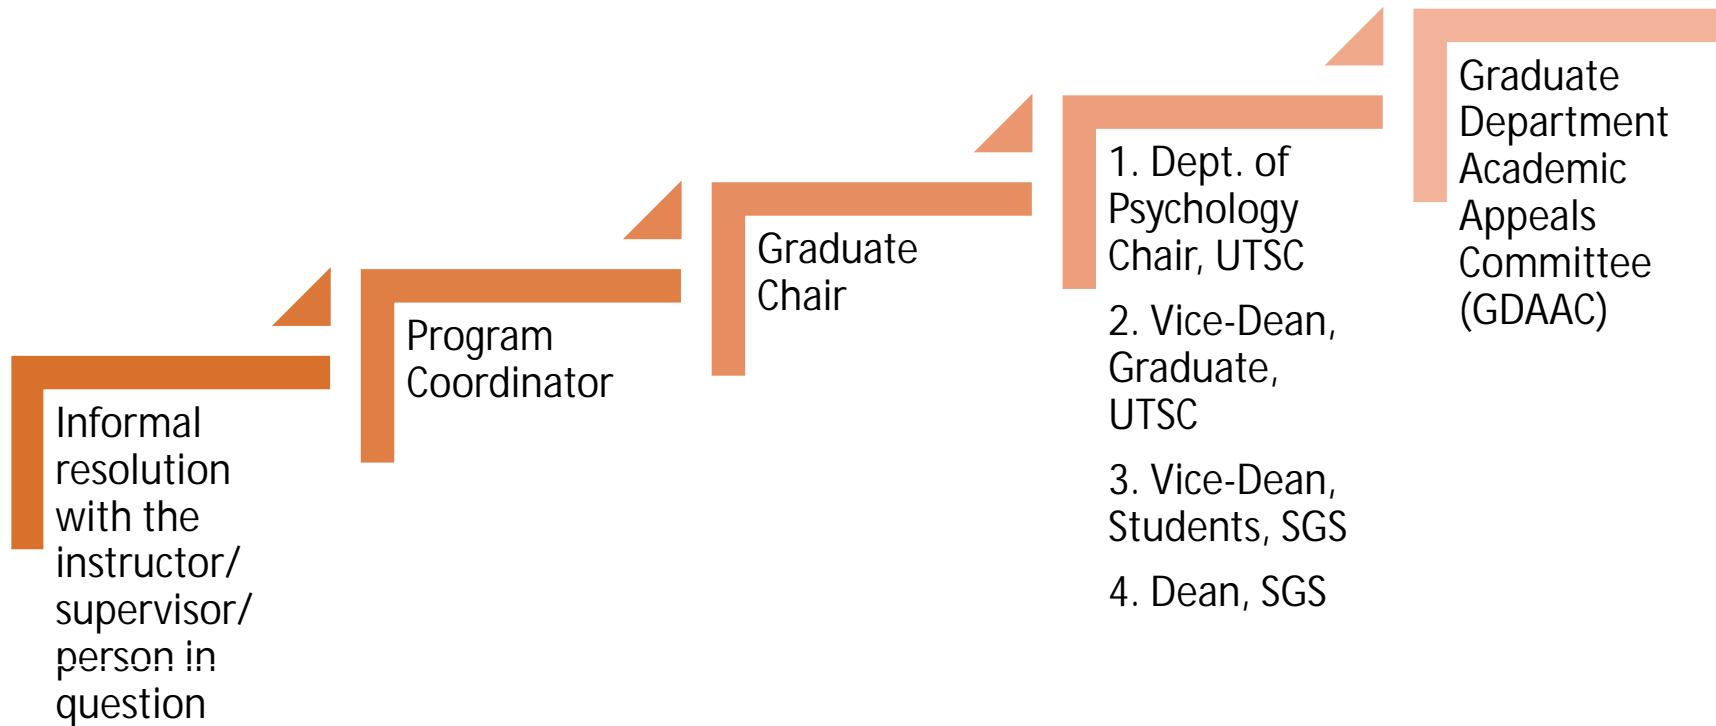 Informal
resolution
with the
instructor/
supervisor/
person in
question
Program
Coordinator
Graduate
Chair
1. Dept. of
Psychology
Chair, UTSC
2. Vice-Dean,
Graduate,
UTSC
3. Vice-Dean,
Students, SGS
4. Dean, SGS
Graduate
Department
Academic
Appeals
Committee
(GDAAC)